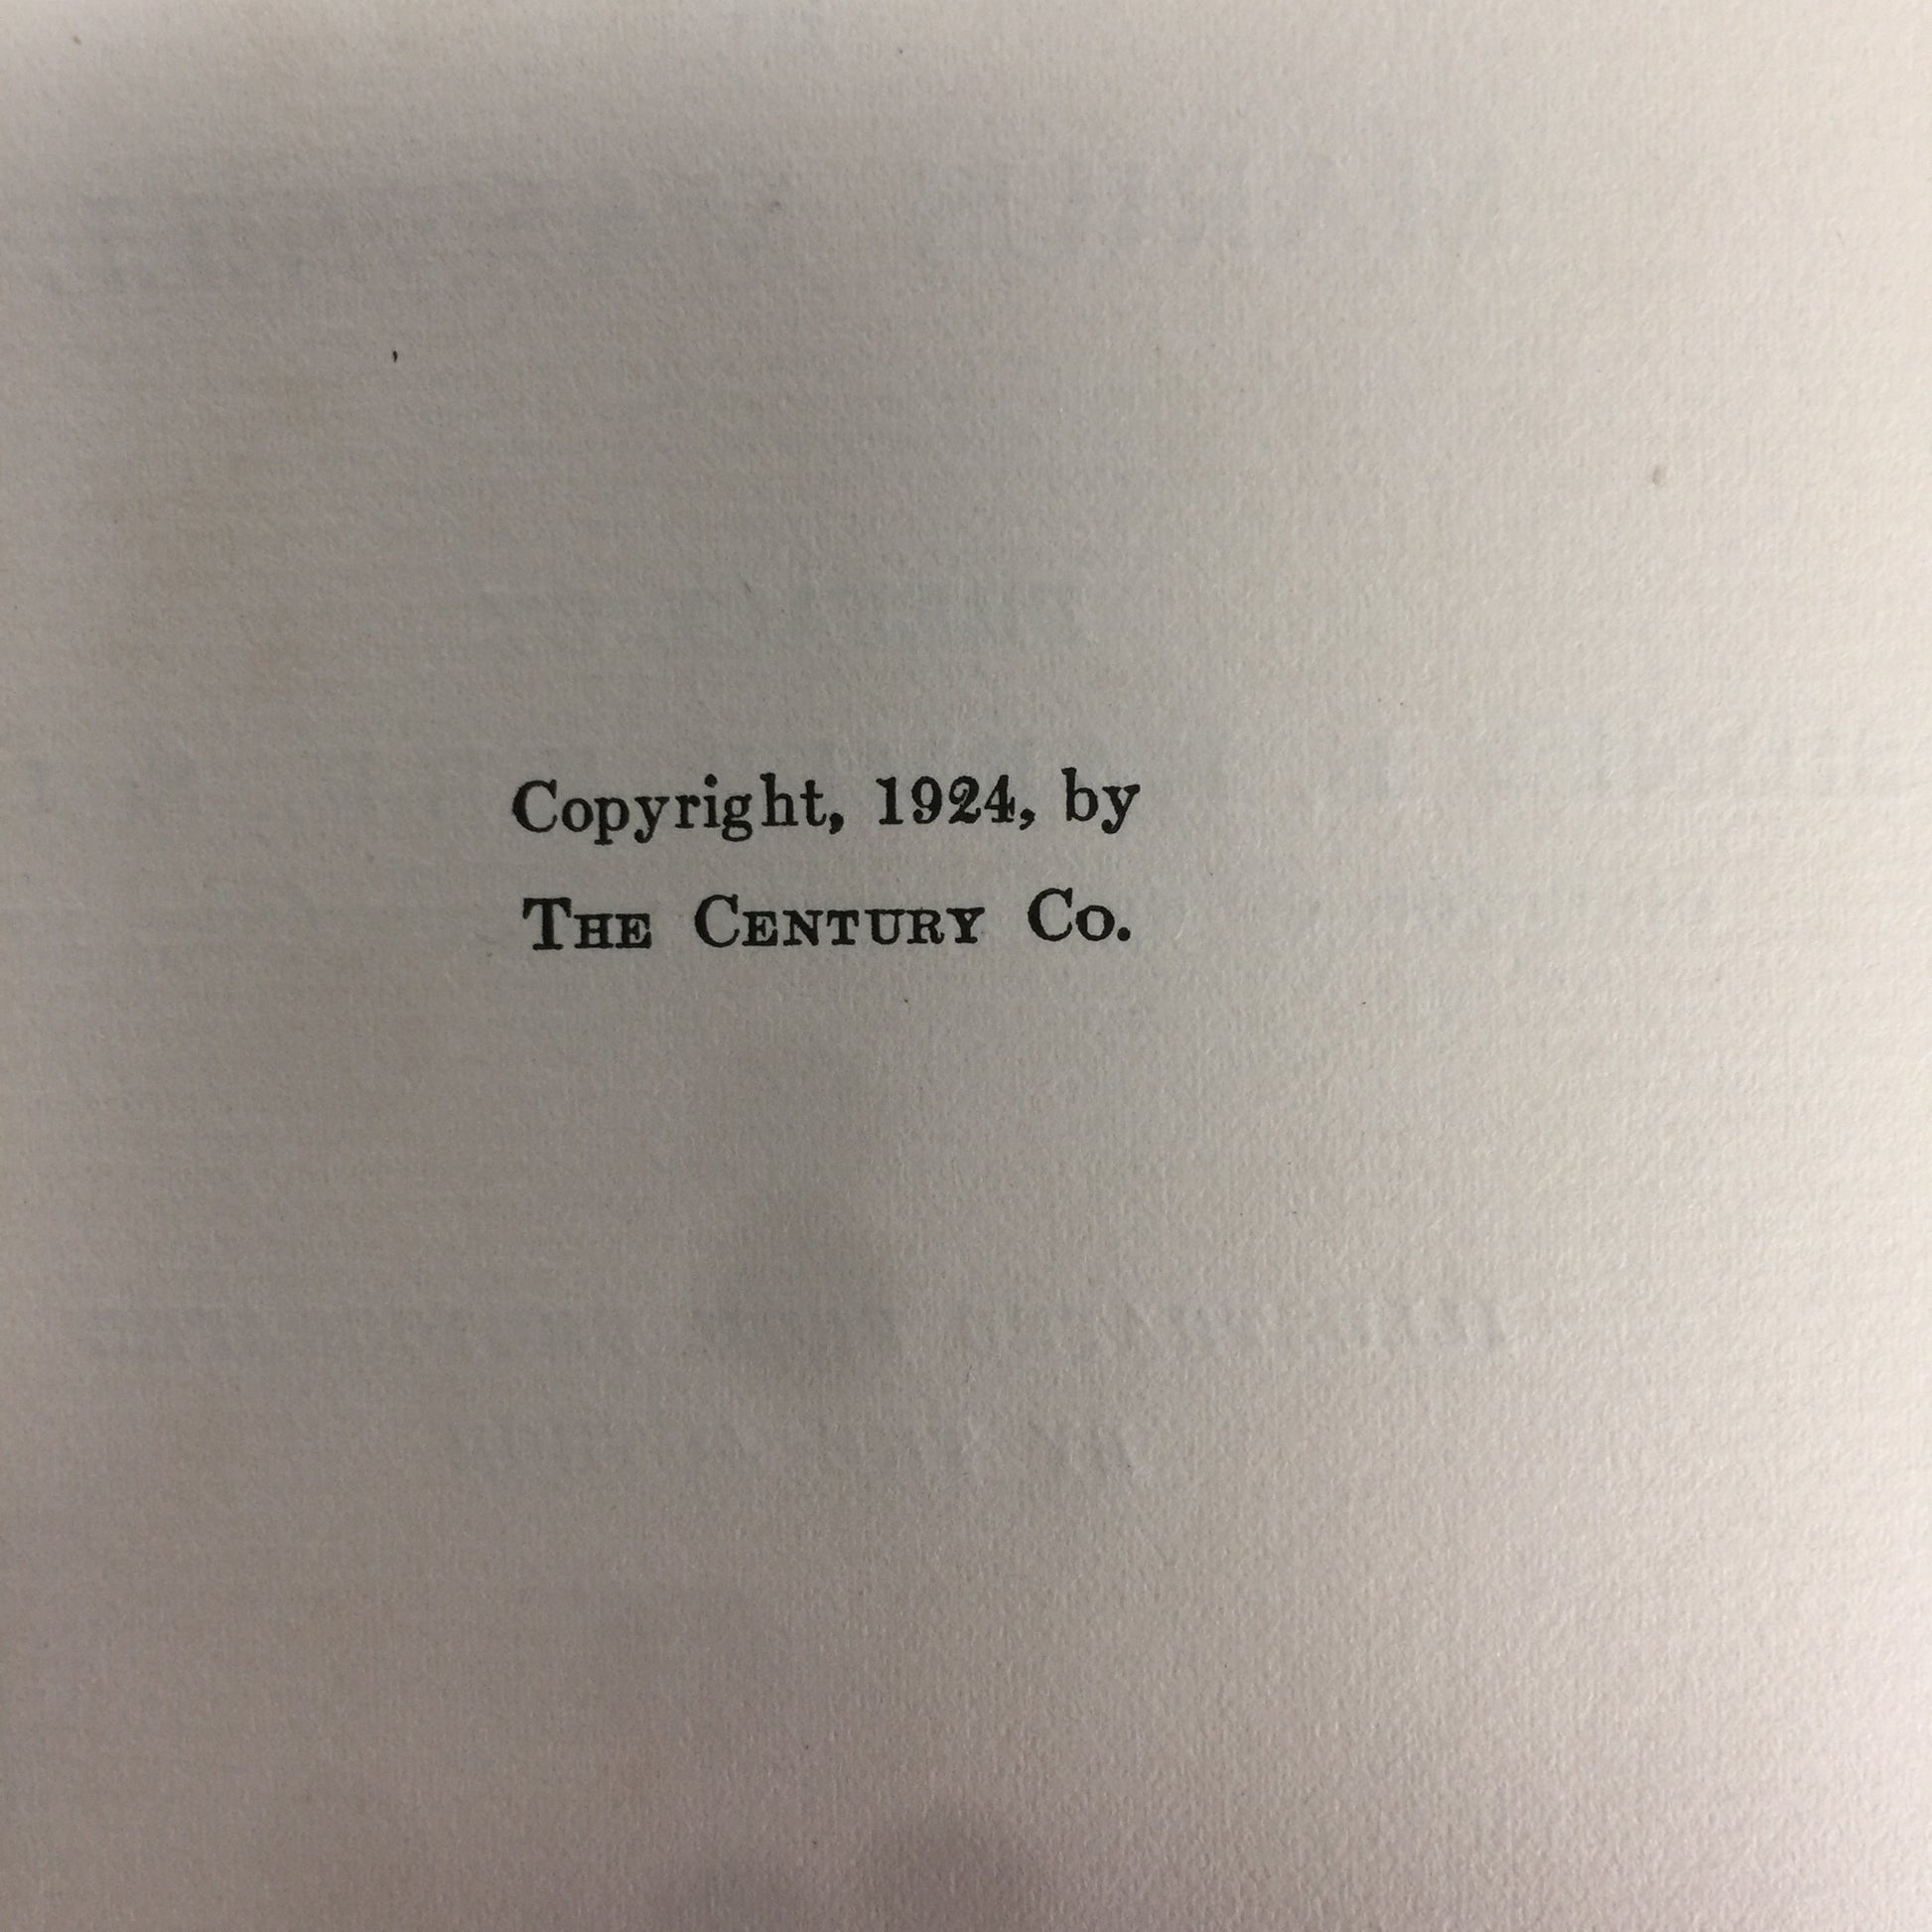 Copyright, 1924, by
THE CENTURY CO.